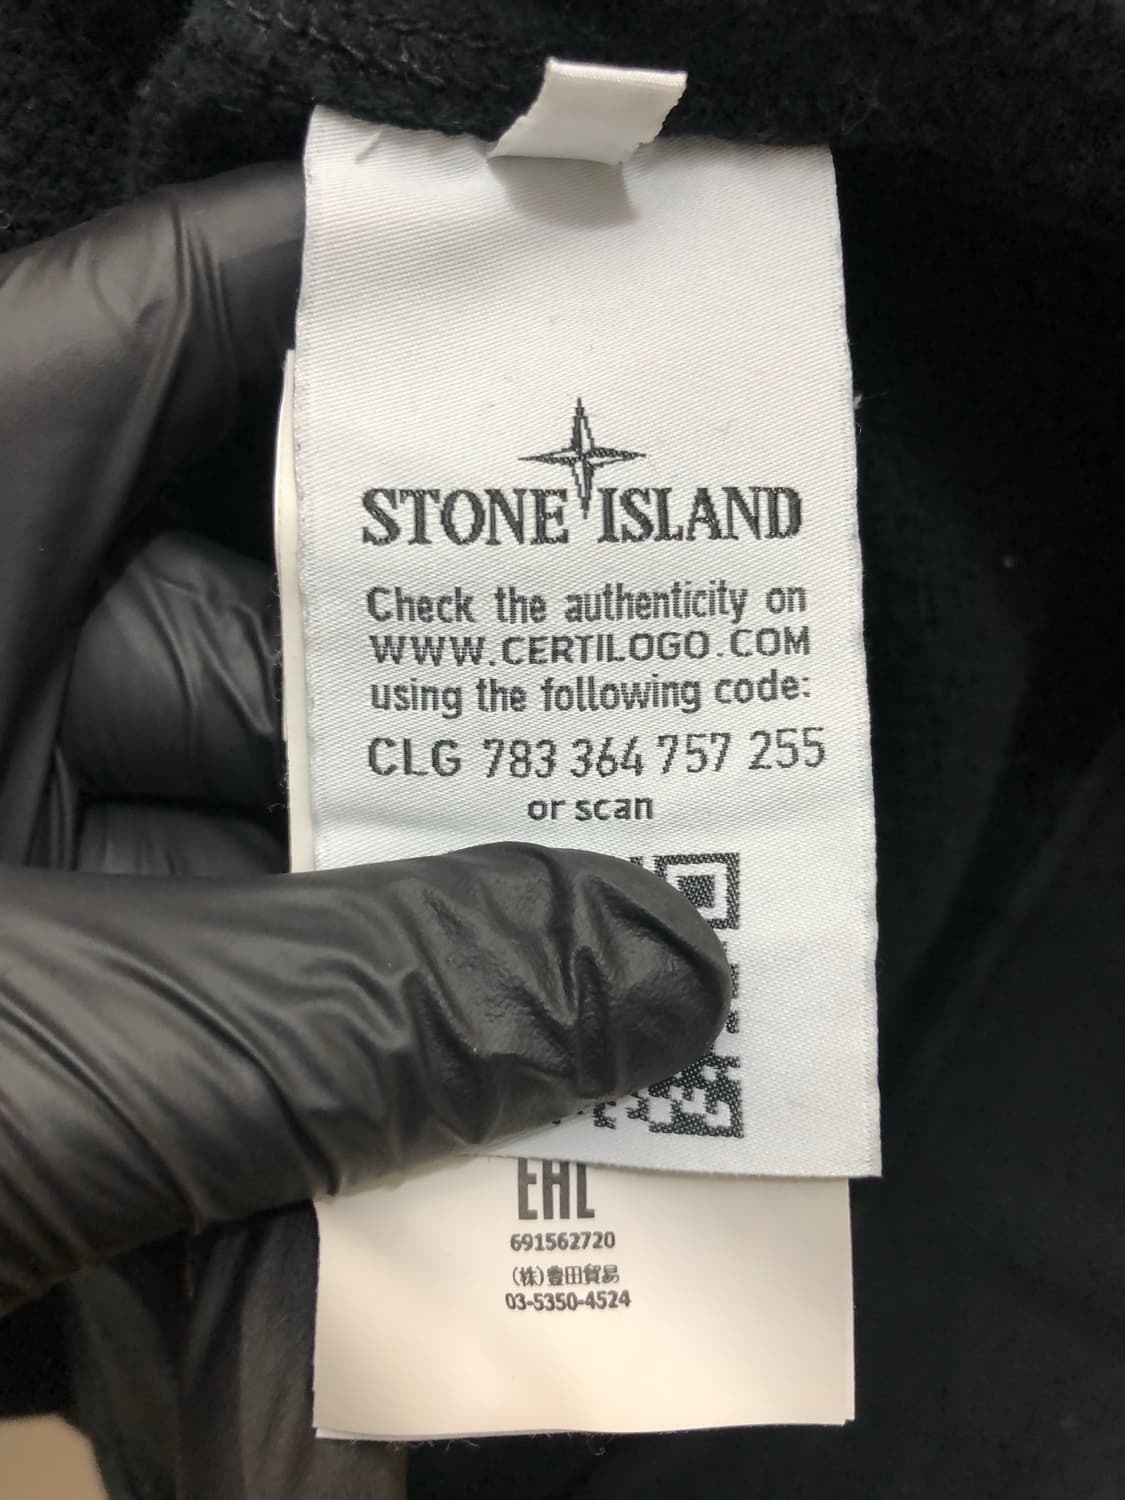 STONE ISLAND
Check the authenticity on
WWW.CERTILOGO.COM
using the following code:
CLG 783 364 757 255
or scan
EAC
691562720
(株)豊田貿易
03-5350-4524